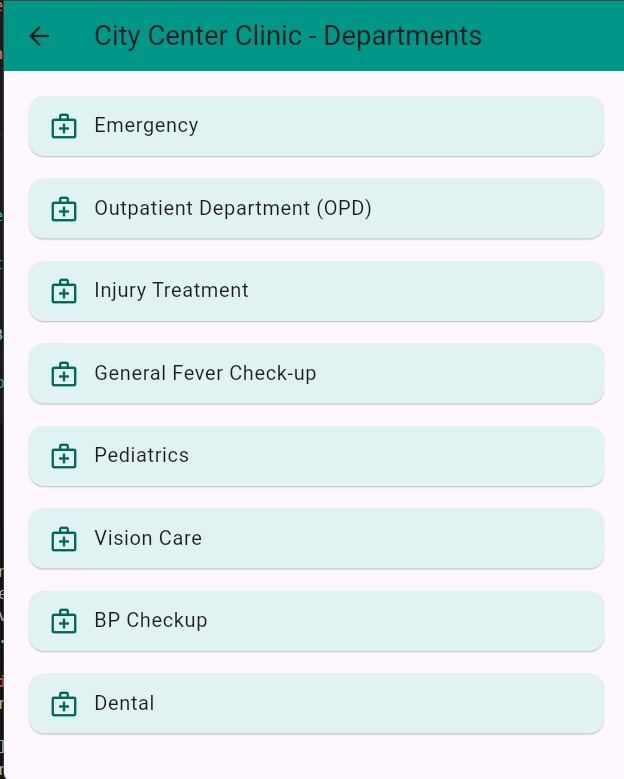 City Center Clinic - Departments
Emergency
Outpatient Department (OPD)
Injury Treatment
General Fever Check-up
Pediatrics
Vision Care
BP Checkup
Dental